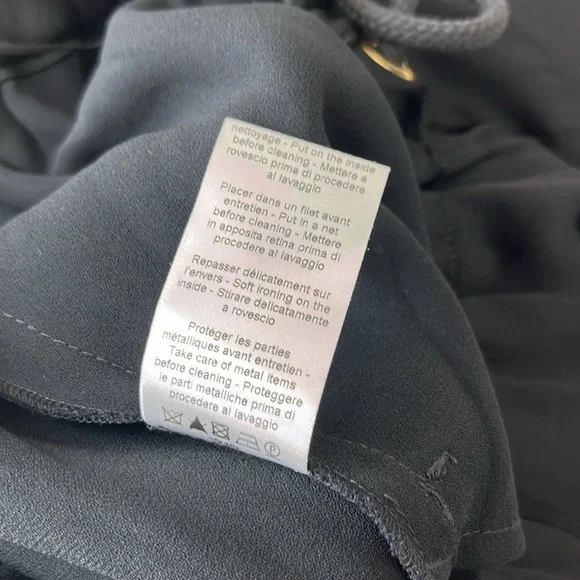 nettoyage - Put on the inside
before cleaning - Mettere a
rovescio prima di procedere
al lavaggio
Placer dans un filet avant
entretien - Put in a net
before cleaning - Mettere
in apposita retina prima di
procedere al lavaggio
Repasser délicatement sur
l'envers - Soft ironing on the
inside - Stirare delicatamente
a rovescio
Protéger les parties
métalliques avant entretien -
Take care of metal items
before cleaning - Proteggere
le parti metalliche prima di
procedere al lavaggio
P